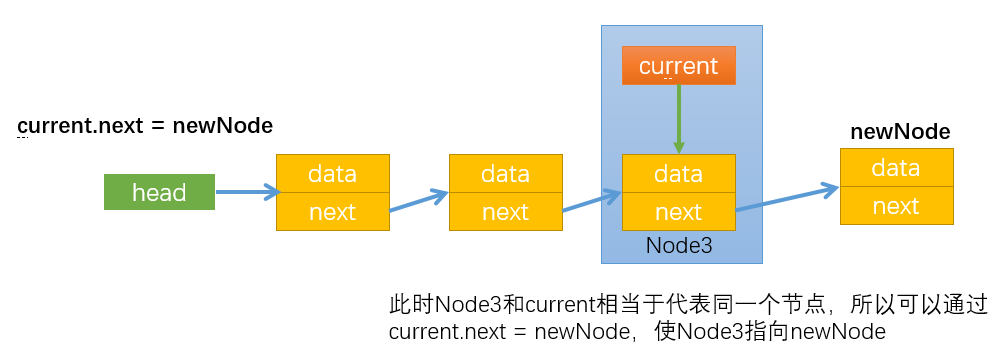 current
current.next = newNode
newNode
head
data
next
data
next
data
next
data
next
Node3
此时Node3和current相当于代表同一个节点，所以可以通过
current.next = newNode，使Node3指向newNode